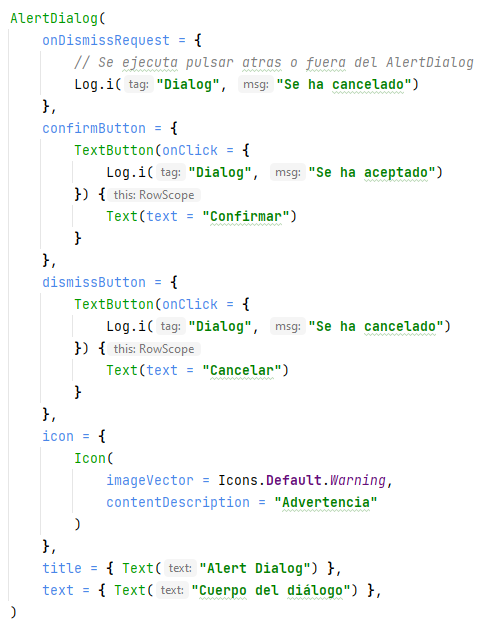 AlertDialog(
    onDismissRequest = {
        // Se ejecuta pulsar atras o fuera del AlertDialog
        Log.i( tag: "Dialog",  msg: "Se ha cancelado")
    },
    confirmButton = {
        TextButton(onClick = {
            Log.i( tag: "Dialog",  msg: "Se ha aceptado")
        }) { this: RowScope
            Text(text = "Confirmar")
        }
    },
    dismissButton = {
        TextButton(onClick = {
            Log.i( tag: "Dialog",  msg: "Se ha cancelado")
        }) { this: RowScope
            Text(text = "Cancelar")
        }
    },
    icon = {
        Icon(
            imageVector = Icons.Default.Warning,
            contentDescription = "Advertencia"
        )
    },
    title = { Text( text: "Alert Dialog") },
    text = { Text( text: "Cuerpo del diálogo") },
)